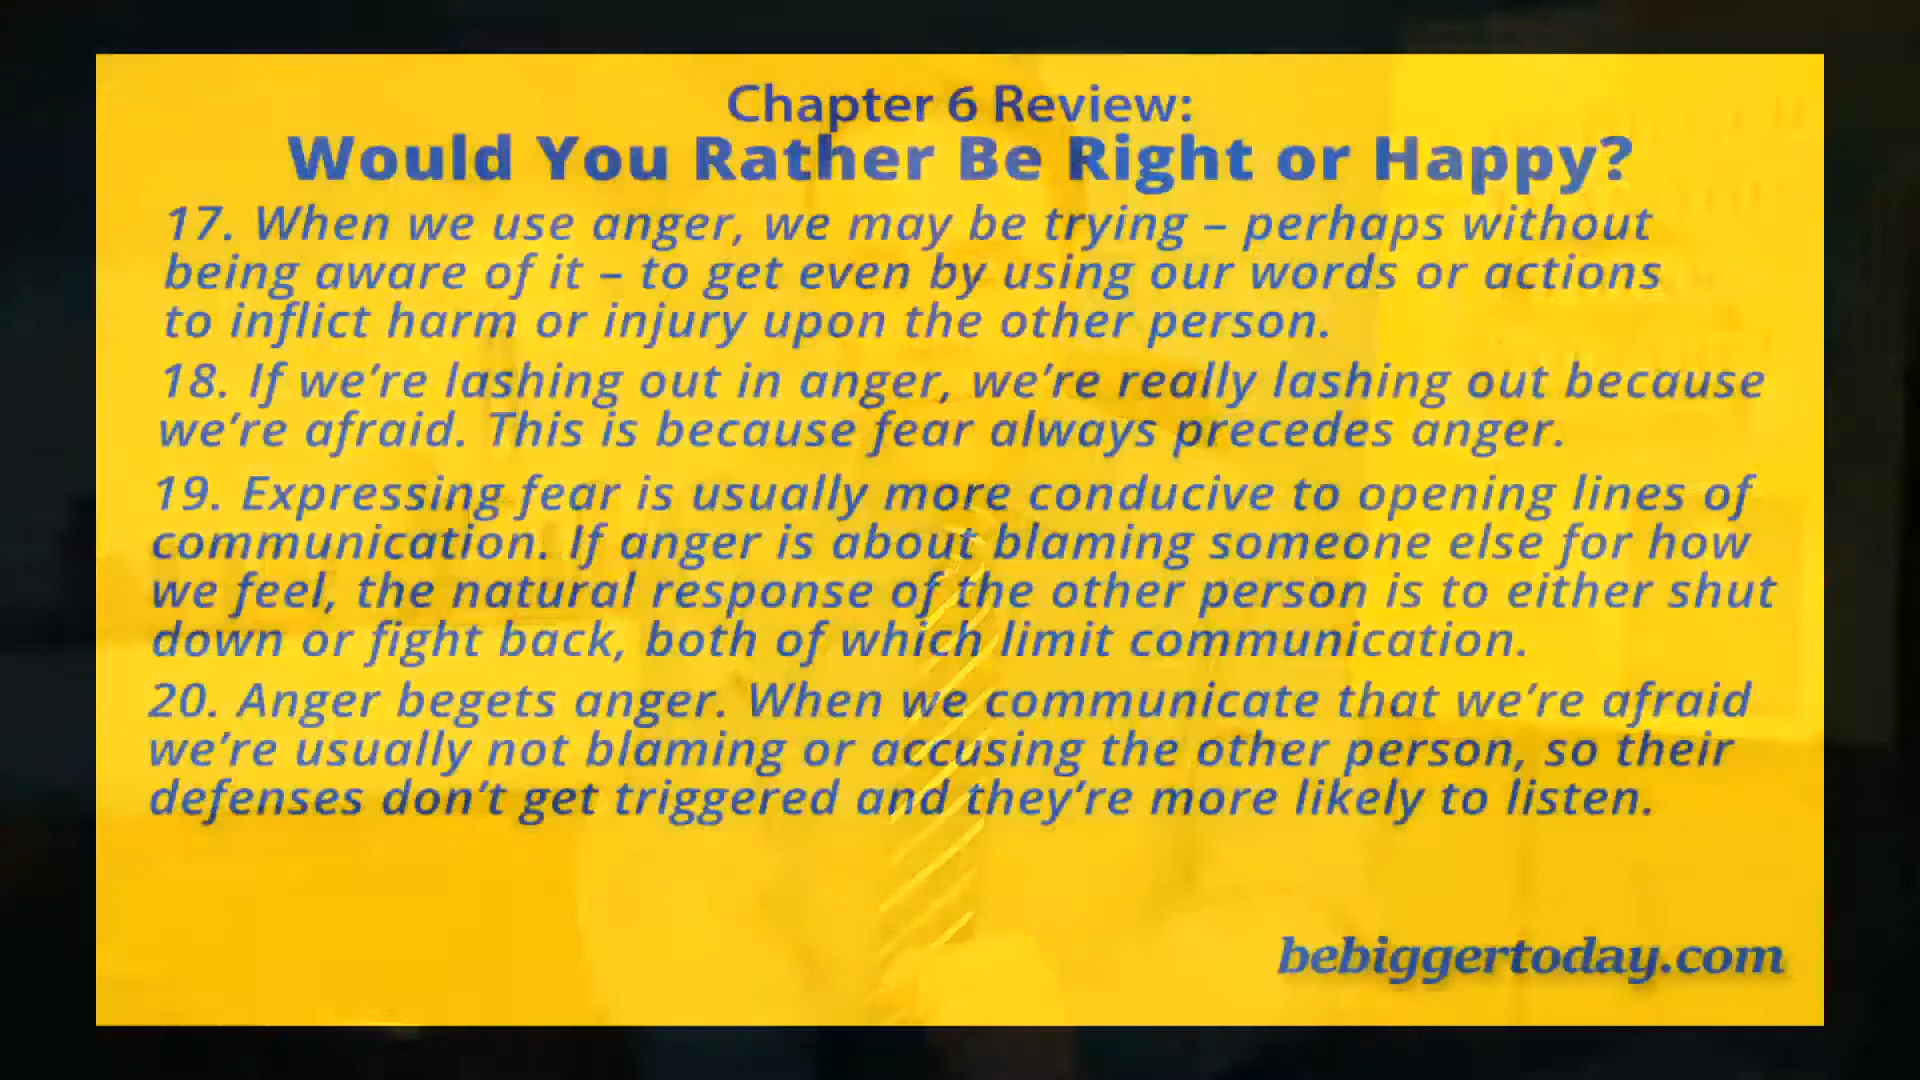 Chapter 6 Review:
Would You Rather Be Right or Happy?
17. When we use anger, we may be trying – perhaps without
being aware of it – to get even by using our words or actions
to inflict harm or injury upon the other person.
18. If we’re lashing out in anger, we’re really lashing out because
we’re afraid. This is because fear always precedes anger.
19. Expressing fear is usually more conducive to opening lines of
communication. If anger is about blaming someone else for how
we feel, the natural response of the other person is to either shut
down or fight back, both of which limit communication.
20. Anger begets anger. When we communicate that we’re afraid
we’re usually not blaming or accusing the other person, so their
defenses don’t get triggered and they’re more likely to listen.
bebiggertoday.com